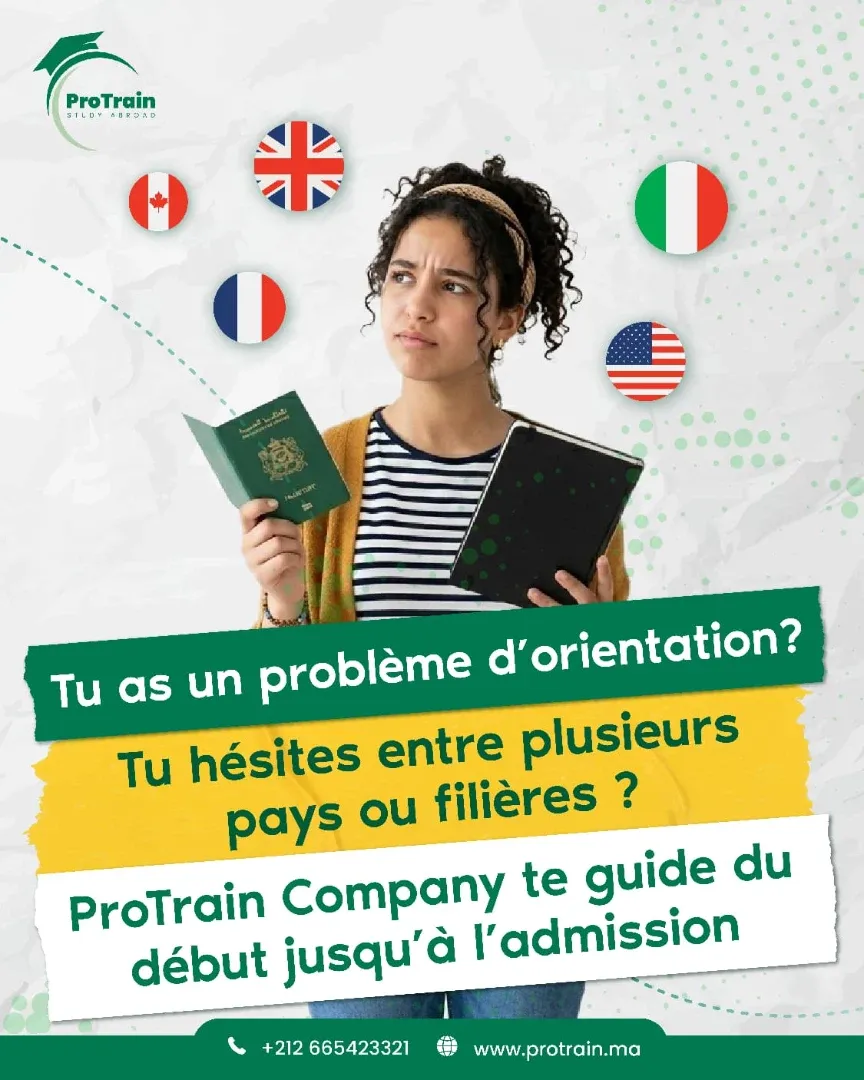 ProTrain
STUDY ABROAD
Tu as un problème d'orientation?
Tu hésites entre plusieurs
pays ou filières ?
ProTrain Company te guide du
début jusqu'à l'admission
+212 665423321
www.protrain.ma